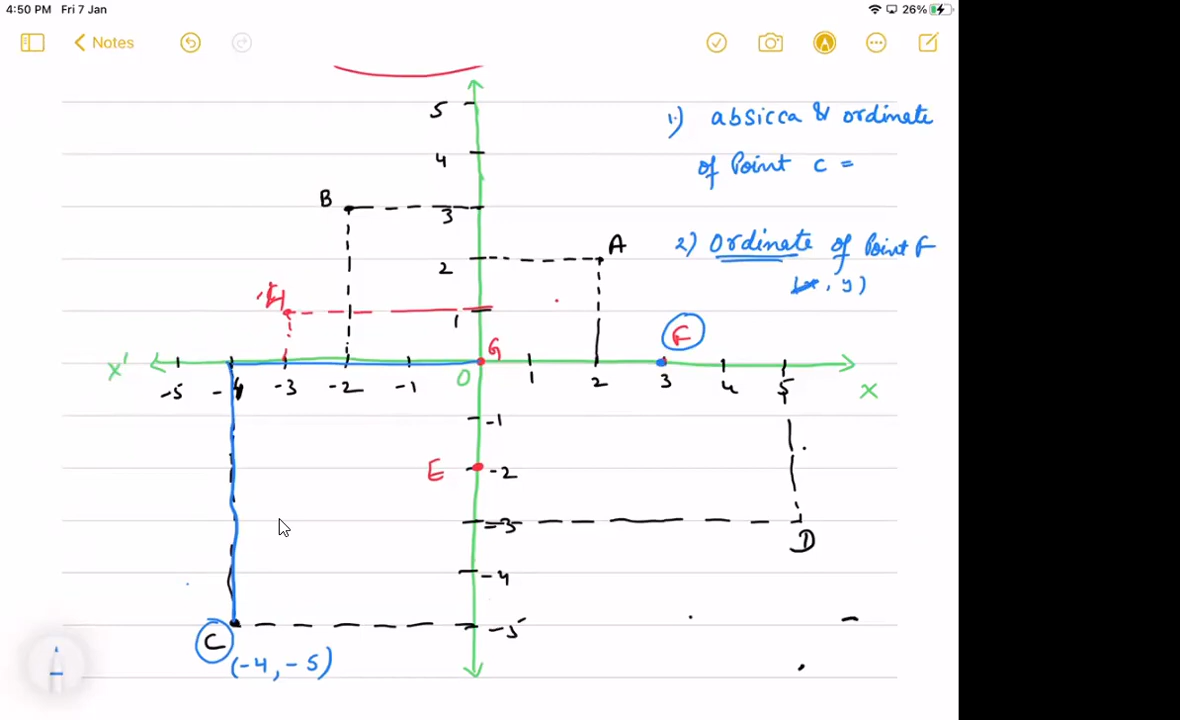 4:50 PM Fri 7 Jan
26%
Notes
5
1) absicca & ordinate
4
of Point C =
B
3
2) Ordinate of Point F
A
2
x, y)
H
1
F
G
X'
-5 -4 -3 -2 -1 0 1 2 3 4 5 X
-1
E -2
-3
D
-4
-5
C
(-4, -5)